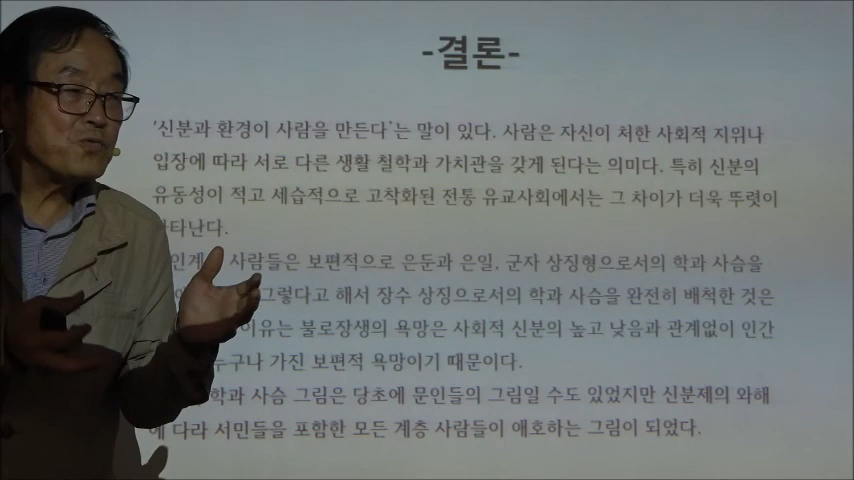 -결론-
'신분과 환경이 사람을 만든다'는 말이 있다. 사람은 자신이 처한 사회적 지위나
입장에 따라 서로 다른 생활 철학과 가치관을 갖게 된다는 의미다. 특히 신분의
유동성이 적고 세습적으로 고착화된 전통 유교사회에서는 그 차이가 더욱 뚜렷이
타난다.
사람들은 보편적으로 은둔과 은일, 군자 상징형으로서의 학과 사슴을
그렇다고 해서 장수 상징으로서의 학과 사슴을 완전히 배척한 것은
이유는 불로장생의 욕망은 사회적 신분의 높고 낮음과 관계없이 인간
누구나 가진 보편적 욕망이기 때문이다.
학과 사슴 그림은 당초에 문인들의 그림일 수도 있었지만 신분제의 와해
에 다라 서민들을 포함한 모든 계층 사람들이 애호하는 그림이 되었다.